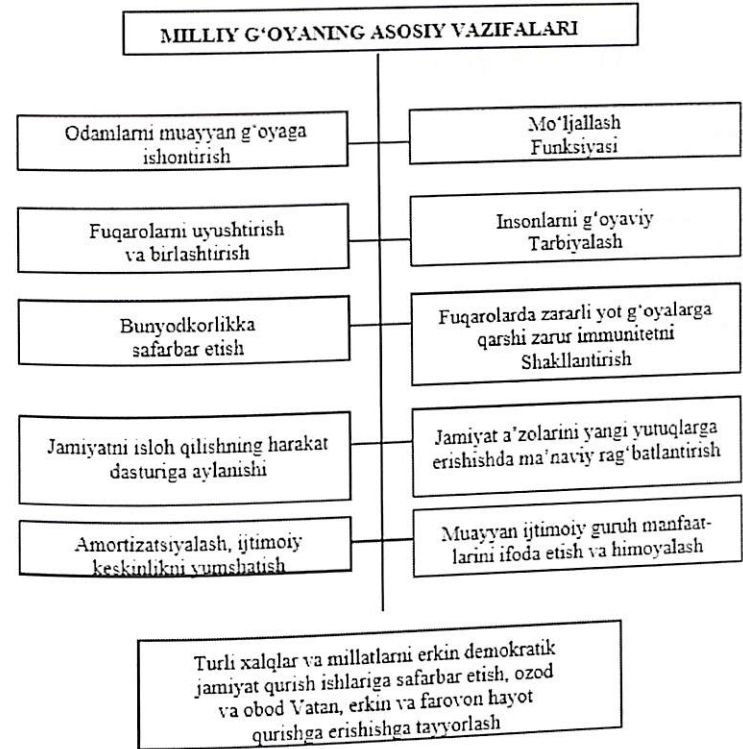 MILLIY G‘OYANING ASOSIY VAZIFALARI
Odamlarni muayyan g‘oyaga
ishontirish
Mo‘ljallash
Funksiyasi
Fuqarolarni uyushtirish
va birlashtirish
Insonlarni g‘oyaviy
Tarbiyalash
Bunyodkorlikka
safarbar etish
Fuqarolarda zararli yot g‘oyalarga
qarshi zarur immunitetni
Shakllantirish
Jamiyatni isloh qilishning harakat
dasturiga aylanishi
Jamiyat a’zolarini yangi yutuqlarga
erishishda ma’naviy rag‘batlantirish
Amortizatsiyalash, ijtimoiy
keskinlikni yumshatish
Muayyan ijtimoiy guruh manfaat-
larini ifoda etish va himoyalash
Turli xalqlar va millatlarni erkin demokratik
jamiyat qurish ishlariga safarbar etish, ozod
va obod Vatan, erkin va farovon hayot
qurishga erishishga tayyorlash